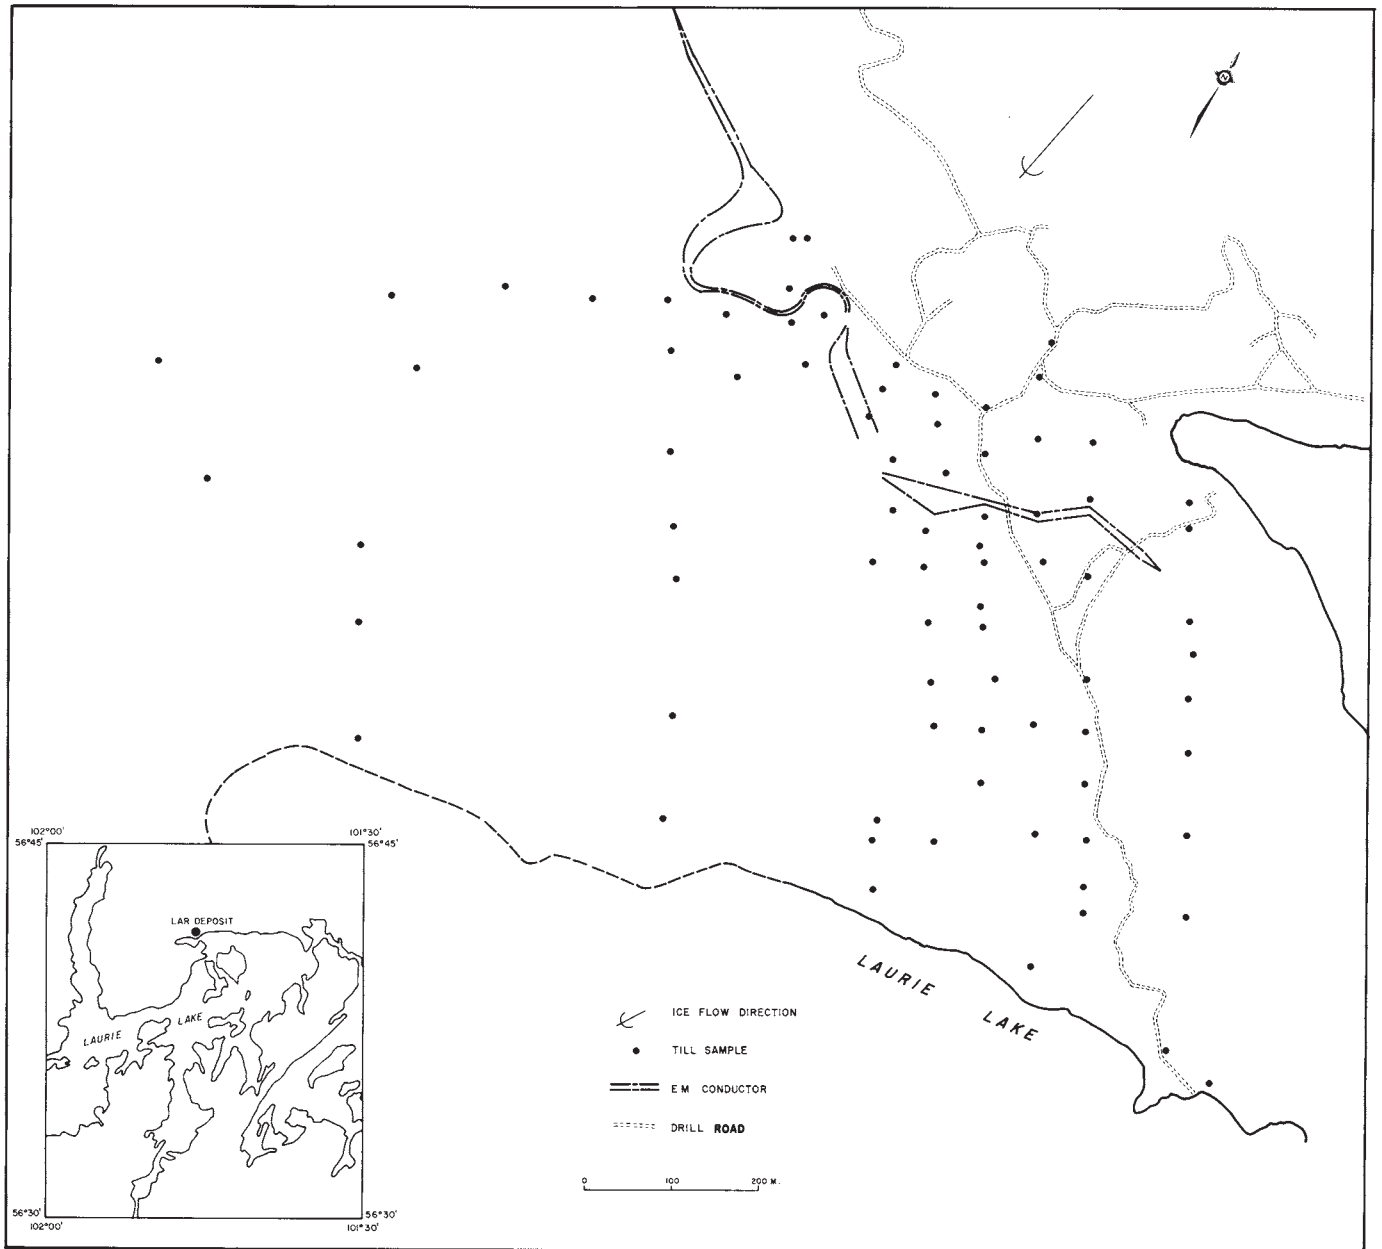 N
102°00'
101°30'
56°45'
56°45'
LAR DEPOSIT
LAURIE
LAKE
56°30'
56°30'
102°00'
101°30'
LAURIE
LAKE
ICE FLOW DIRECTION
TILL SAMPLE
EM CONDUCTOR
DRILL ROAD
0 100 200 M.